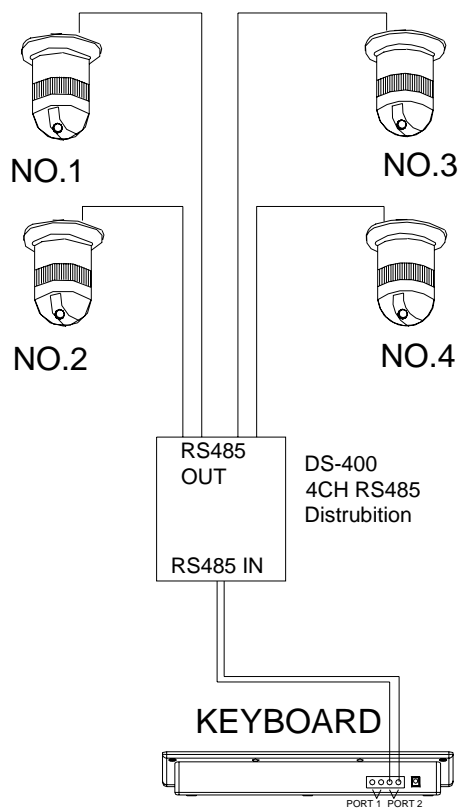 NO.1
NO.3
NO.2
NO.4
RS485
OUT
DS-400
4CH RS485
Distrubition
RS485 IN
KEYBOARD
PORT 1 PORT 2